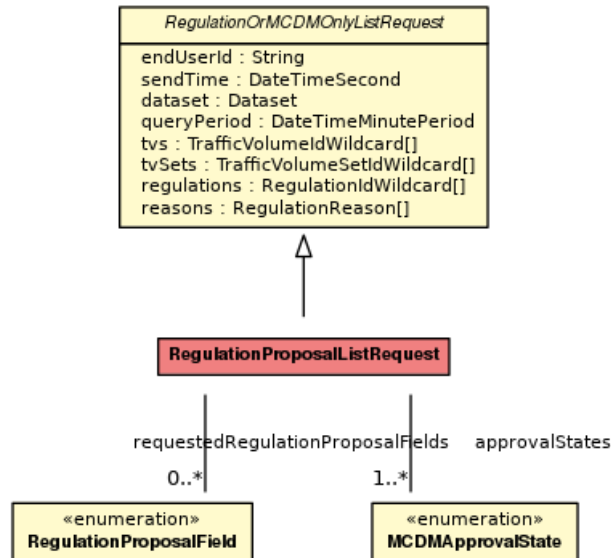 RegulationOrMCDMOnlyListRequest
endUserId : String
sendTime : DateTimeSecond
dataset : Dataset
queryPeriod : DateTimeMinutePeriod
tvs : TrafficVolumeIdWildcard[]
tvSets : TrafficVolumeSetIdWildcard[]
regulations : RegulationIdWildcard[]
reasons : RegulationReason[]
RegulationProposalListRequest
requestedRegulationProposalFields approvalStates
0..* 1..*
«enumeration» «enumeration»
RegulationProposalField MCDMApprovalState